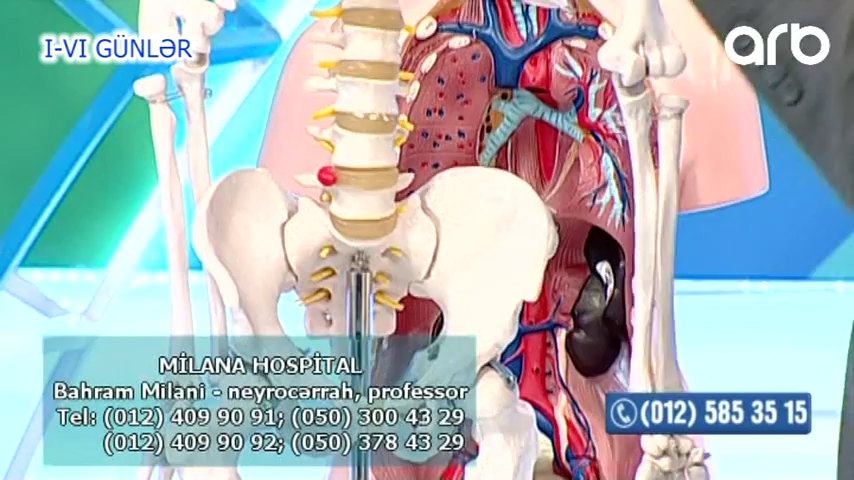 I-VI GÜNLƏR
arb
MİLANA HOSPİTAL
Bahram Milani - neyrocərrah, professor
Tel: (012) 409 90 91; (050) 300 43 29
(012) 409 90 92; (050) 378 43 29
(012) 585 35 15